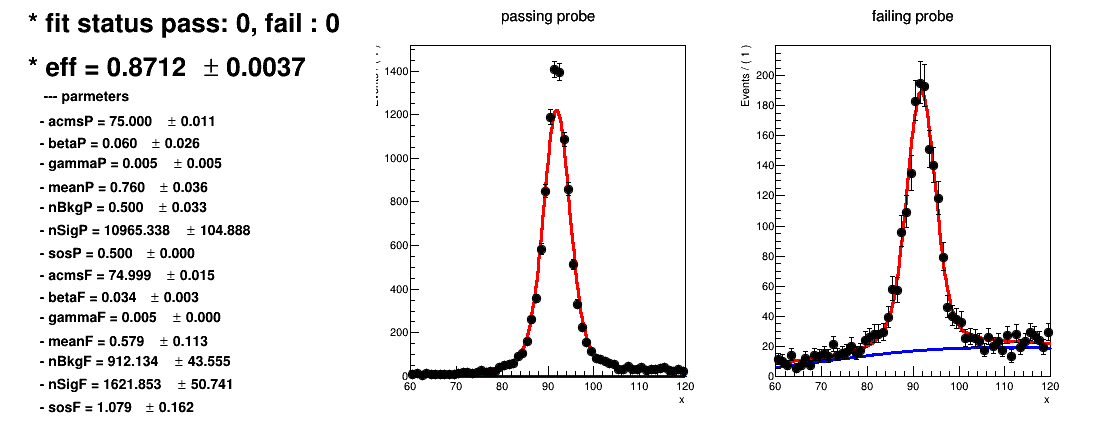 * fit status pass: 0, fail : 0
* eff = 0.8712 ± 0.0037
--- parmeters
- acmsP = 75.000 ± 0.011
- betaP = 0.060 ± 0.026
- gammaP = 0.005 ± 0.005
- meanP = 0.760 ± 0.036
- nBkgP = 0.500 ± 0.033
- nSigP = 10965.338 ± 104.888
- sosP = 0.500 ± 0.000
- acmsF = 74.999 ± 0.015
- betaF = 0.034 ± 0.003
- gammaF = 0.005 ± 0.000
- meanF = 0.579 ± 0.113
- nBkgF = 912.134 ± 43.555
- nSigF = 1621.853 ± 50.741
- sosF = 1.079 ± 0.162
passing probe
1400
1200
1000
800
600
400
200
0
60 70 80 90 100 110 120
x
failing probe
Events / ( 1 )
200
180
160
140
120
100
80
60
40
20
0
60 70 80 90 100 110 120
x